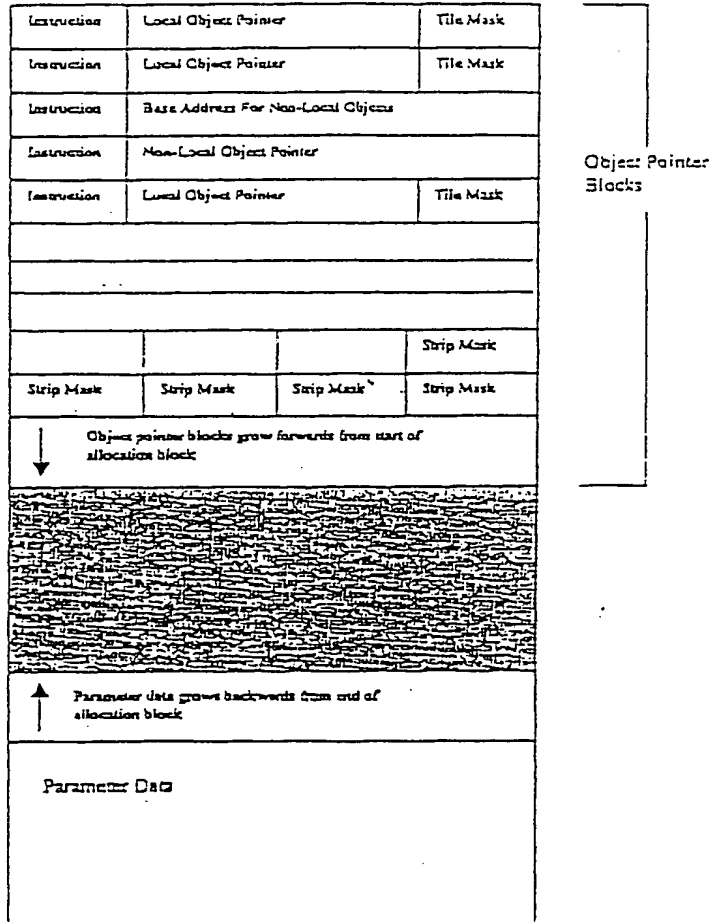 Instruction Local Object Pointer Tile Mask
Instruction Local Object Pointer Tile Mask
Instruction Base Address For Non-Local Objects
Instruction Non-Local Object Pointer
Instruction Local Object Pointer Tile Mask
Object Pointer
Blocks
Strip Mask
Strip Mask Strip Mask Strip Mask Strip Mask
Object pointer blocks grow forwards from start of
allocation block
Parameter data grows backwards from end of
allocation block
Parameter Data